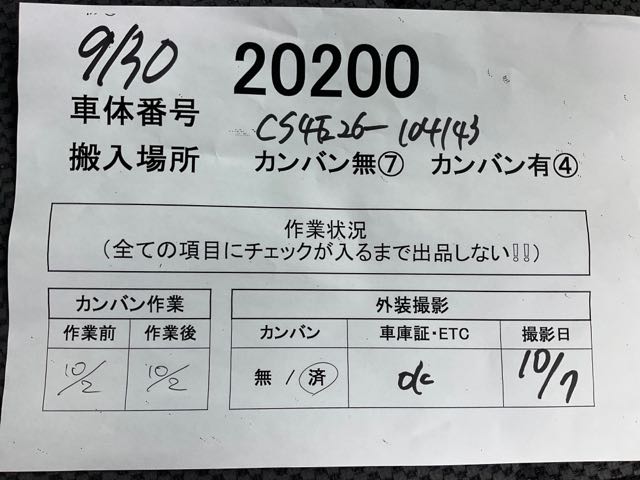 9/30 20200
車体番号 CS4E26-104143
搬入場所 カンバン無⑦ カンバン有④
作業状況
(全ての項目にチェックが入るまで出品しない!!)
カンバン作業 外装撮影
作業前 作業後 カンバン 車庫証・ETC 撮影日
10/2 10/2 無 / 済 ok 10/7